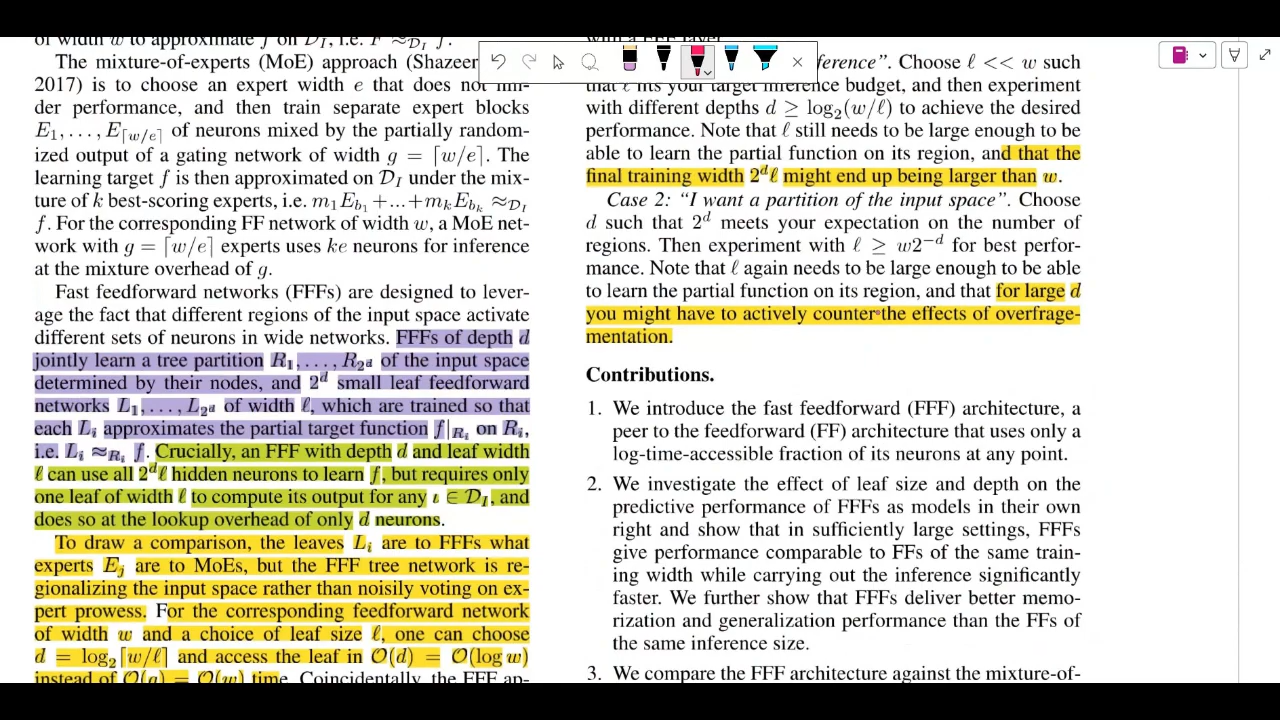 of width w to approximate f on D_I, i.e. F ≈_{D_I} f.
The mixture-of-experts (MoE) approach (Shazeer
2017) is to choose an expert width e that does not hin-
der performance, and then train separate expert blocks
E_1, . . . , E_{⌈w/e⌉} of neurons mixed by the partially random-
ized output of a gating network of width g = ⌈w/e⌉. The
learning target f is then approximated on D_I under the mix-
ture of k best-scoring experts, i.e. m_1E_{b_1} +...+m_kE_{b_k} ≈_{D_I}
f. For the corresponding FF network of width w, a MoE net-
work with g = ⌈w/e⌉ experts uses ke neurons for inference
at the mixture overhead of g.
Fast feedforward networks (FFFs) are designed to lever-
age the fact that different regions of the input space activate
different sets of neurons in wide networks. FFFs of depth d
jointly learn a tree partition R_1, . . . , R_{2^d} of the input space
determined by their nodes, and 2^d small leaf feedforward
networks L_1, . . . , L_{2^d} of width ℓ, which are trained so that
each L_i approximates the partial target function f|_{R_i} on R_i,
i.e. L_i ≈_{R_i} f. Crucially, an FFF with depth d and leaf width
ℓ can use all 2^dℓ hidden neurons to learn f, but requires only
one leaf of width ℓ to compute its output for any ι ∈ D_I, and
does so at the lookup overhead of only d neurons.
To draw a comparison, the leaves L_i are to FFFs what
experts E_j are to MoEs, but the FFF tree network is re-
gionalizing the input space rather than noisily voting on ex-
pert prowess. For the corresponding feedforward network
of width w and a choice of leaf size ℓ, one can choose
d = log_2⌈w/ℓ⌉ and access the leaf in O(d) = O(log w)
instead of O(g) = O(w) time. Coincidentally, the FFF ap-
with a FFF layer.
ference”. Choose ℓ << w such
that ℓ fits your target inference budget, and then experiment
with different depths d ≥ log_2(w/ℓ) to achieve the desired
performance. Note that ℓ still needs to be large enough to be
able to learn the partial function on its region, and that the
final training width 2^dℓ might end up being larger than w.
Case 2: “I want a partition of the input space”. Choose
d such that 2^d meets your expectation on the number of
regions. Then experiment with ℓ ≥ w2^{−d} for best perfor-
mance. Note that ℓ again needs to be large enough to be able
to learn the partial function on its region, and that for large d
you might have to actively counter the effects of overfrage-
mentation.
Contributions.
1. We introduce the fast feedforward (FFF) architecture, a
peer to the feedforward (FF) architecture that uses only a
log-time-accessible fraction of its neurons at any point.
2. We investigate the effect of leaf size and depth on the
predictive performance of FFFs as models in their own
right and show that in sufficiently large settings, FFFs
give performance comparable to FFs of the same train-
ing width while carrying out the inference significantly
faster. We further show that FFFs deliver better memo-
rization and generalization performance than the FFs of
the same inference size.
3. We compare the FFF architecture against the mixture-of-